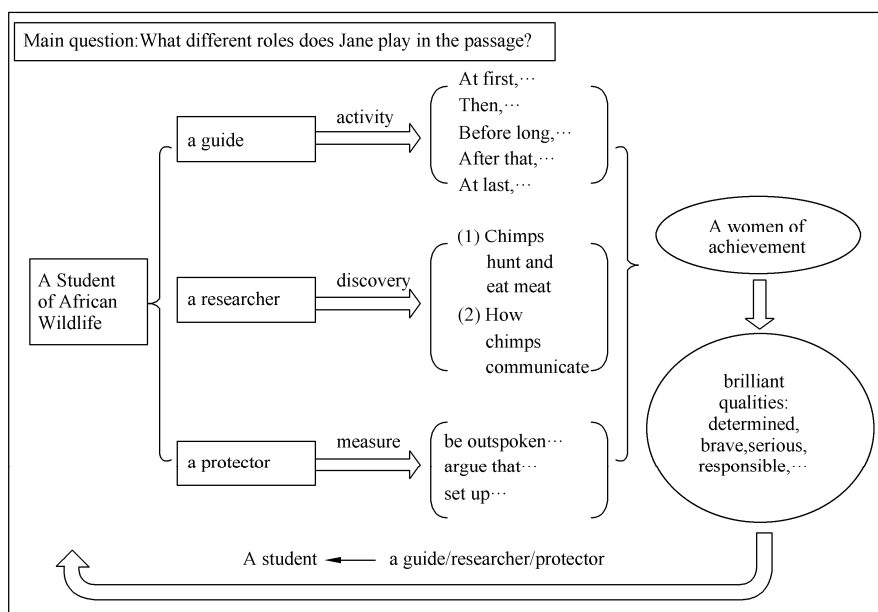 Main question:What different roles does Jane play in the passage?
A Student
of African
Wildlife
a guide
activity
At first,…
Then,…
Before long,…
After that,…
At last,…
a researcher
discovery
(1) Chimps
hunt and
eat meat
(2) How
chimps
communicate
a protector
measure
be outspoken…
argue that…
set up…
A women of
achievement
brilliant
qualities:
determined,
brave,serious,
responsible,…
A student
a guide/researcher/protector